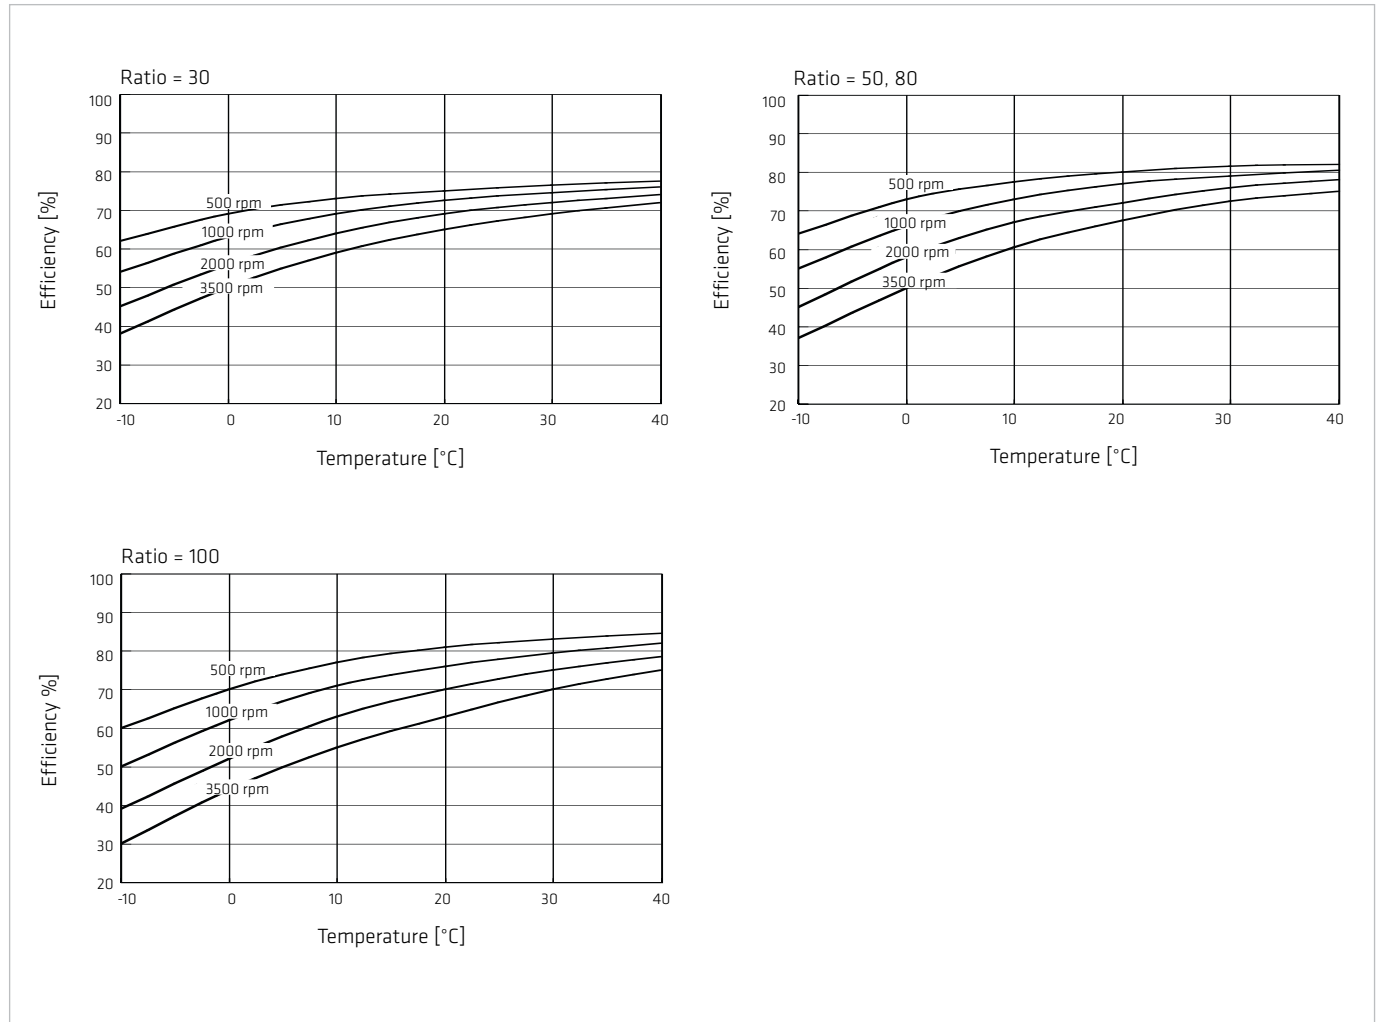 Ratio = 30
100
90
80
70
60
50
40
30
20
500 rpm
1000 rpm
2000 rpm
3500 rpm
-10 0 10 20 30 40
Efficiency [%]
Temperature [°C]
Ratio = 50, 80
100
90
80
70
60
50
40
30
20
500 rpm
1000 rpm
2000 rpm
3500 rpm
-10 0 10 20 30 40
Efficiency [%]
Temperature [°C]
Ratio = 100
100
90
80
70
60
50
40
30
20
500 rpm
1000 rpm
2000 rpm
3500 rpm
-10 0 10 20 30 40
Efficiency %]
Temperature [°C]